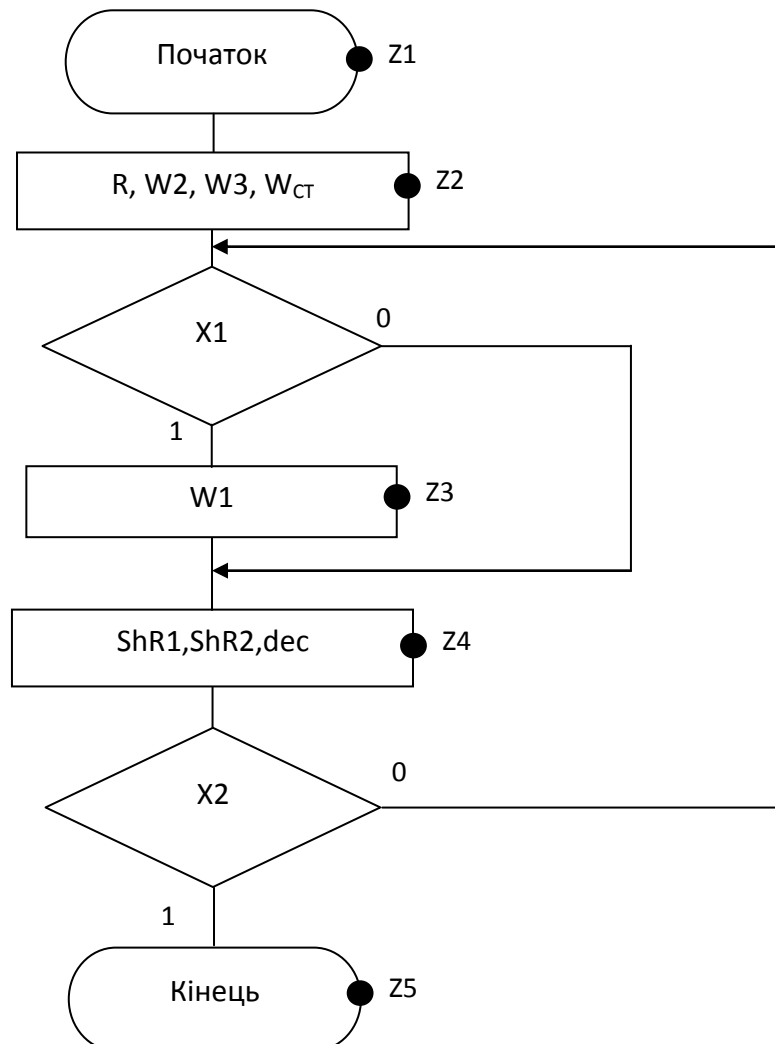 Початок
Z1
R, W2, W3, WСТ
Z2
X1
0
1
W1
Z3
ShR1,ShR2,dec
Z4
X2
0
1
Кінець
Z5